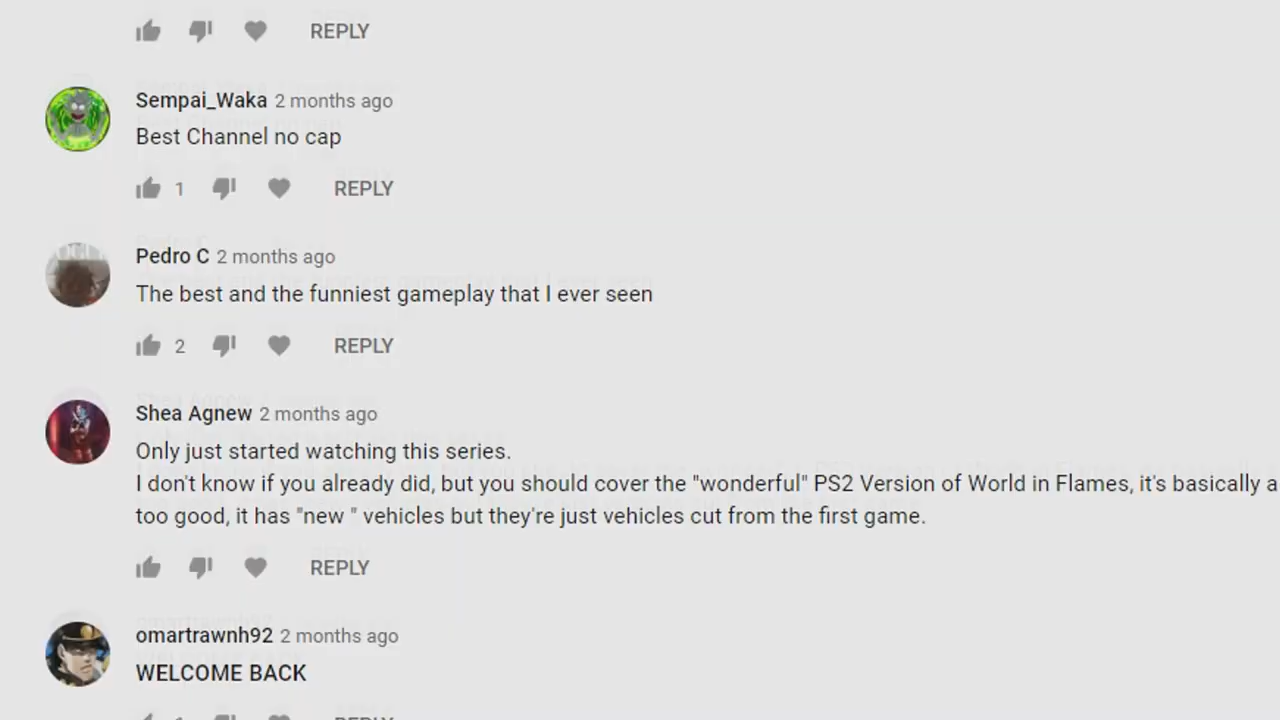 REPLY
Sempai_Waka 2 months ago
Best Channel no cap
1 REPLY
Pedro C 2 months ago
The best and the funniest gameplay that I ever seen
2 REPLY
Shea Agnew 2 months ago
Only just started watching this series.
I don't know if you already did, but you should cover the "wonderful" PS2 Version of World in Flames, it's basically a
too good, it has "new " vehicles but they're just vehicles cut from the first game.
REPLY
omartrawnh92 2 months ago
WELCOME BACK
REPLY